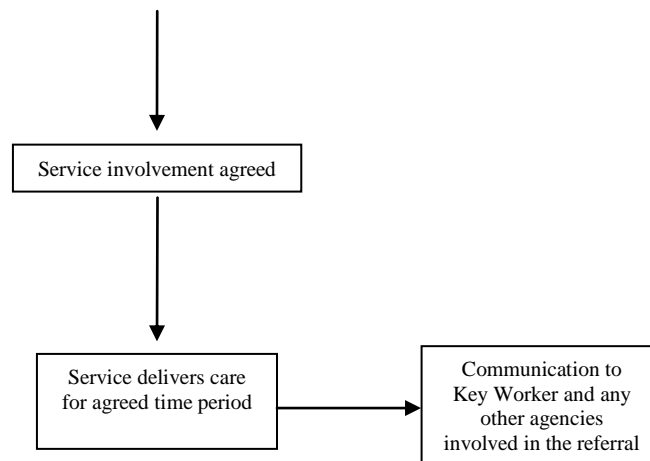 Service involvement agreed
Service delivers care
for agreed time period
Communication to
Key Worker and any
other agencies
involved in the referral